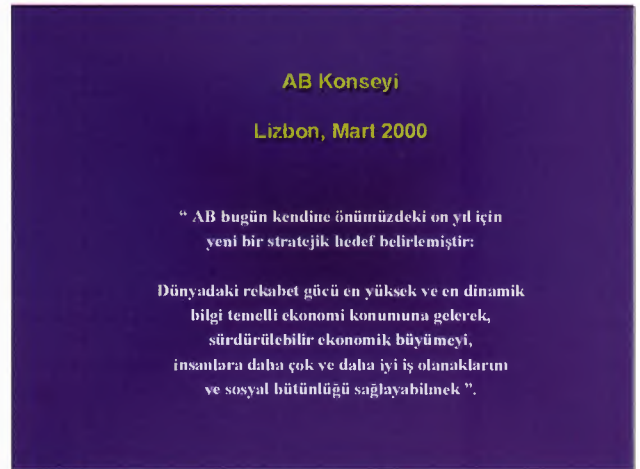 AB Konseyi
Lizbon, Mart 2000
“ AB bugün kendine önümüzdeki on yıl için
yeni bir stratejik hedef belirlemiştir:
Dünyadaki rekabet gücü en yüksek ve en dinamik
bilgi temelli ekonomi konumuna gelerek,
sürdürülebilir ekonomik büyümeyi,
insanlara daha çok ve daha iyi iş olanaklarını
ve sosyal bütünlüğü sağlayabilmek ”.